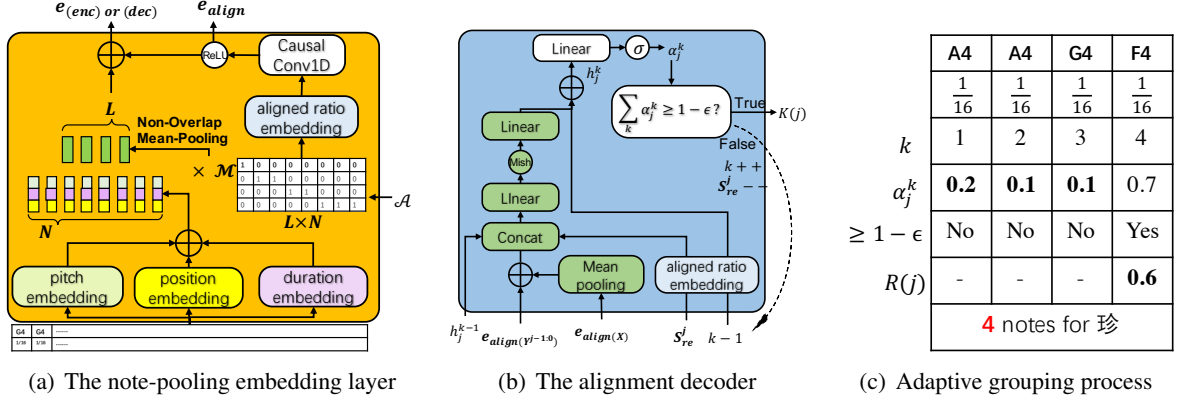 e(enc) or (dec)
e_align
ReLU
Causal
Conv1D
L
Non-Overlap
Mean-Pooling
aligned ratio
embedding
× M
1 0 0 0 0 0 0 0
0 1 1 0 0 0 0 0
0 0 0 1 1 0 0 0
0 0 0 0 0 1 1 1
A
N
L×N
pitch
embedding
position
embedding
duration
embedding
G4 G4 ......
1/16 1/16 ......
(a) The note-pooling embedding layer
Linear
σ
α_j^k
h_j^k
∑_k α_j^k ≥ 1 − ϵ ?
True
K(j)
False
k + +
S_re^j − −
Linear
Mish
LInear
Concat
Mean
pooling
aligned ratio
embedding
h_j^{k−1}
e_align(Y^{j−1:0})
e_align(X)
S_re^j
k − 1
(b) The alignment decoder
A4 A4 G4 F4
1/16 1/16 1/16 1/16
k 1 2 3 4
α_j^k 0.2 0.1 0.1 0.7
≥ 1 − ϵ No No No Yes
R(j) - - - 0.6
4 notes for 珍
(c) Adaptive grouping process